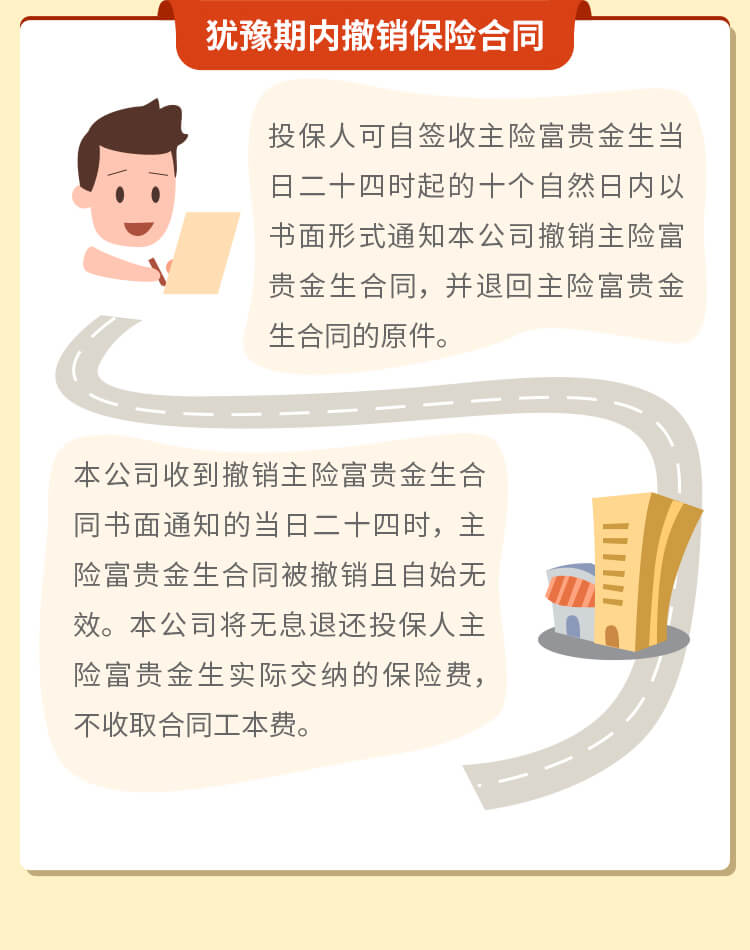 犹豫期内撤销保险合同
投保人可自签收主险富贵金生当
日二十四时起的十个自然日内以
书面形式通知本公司撤销主险富
贵金生合同，并退回主险富贵金
生合同的原件。
本公司收到撤销主险富贵金生合
同书面通知的当日二十四时，主
险富贵金生合同被撤销且自始无
效。本公司将无息退还投保人主
险富贵金生实际交纳的保险费，
不收取合同工本费。